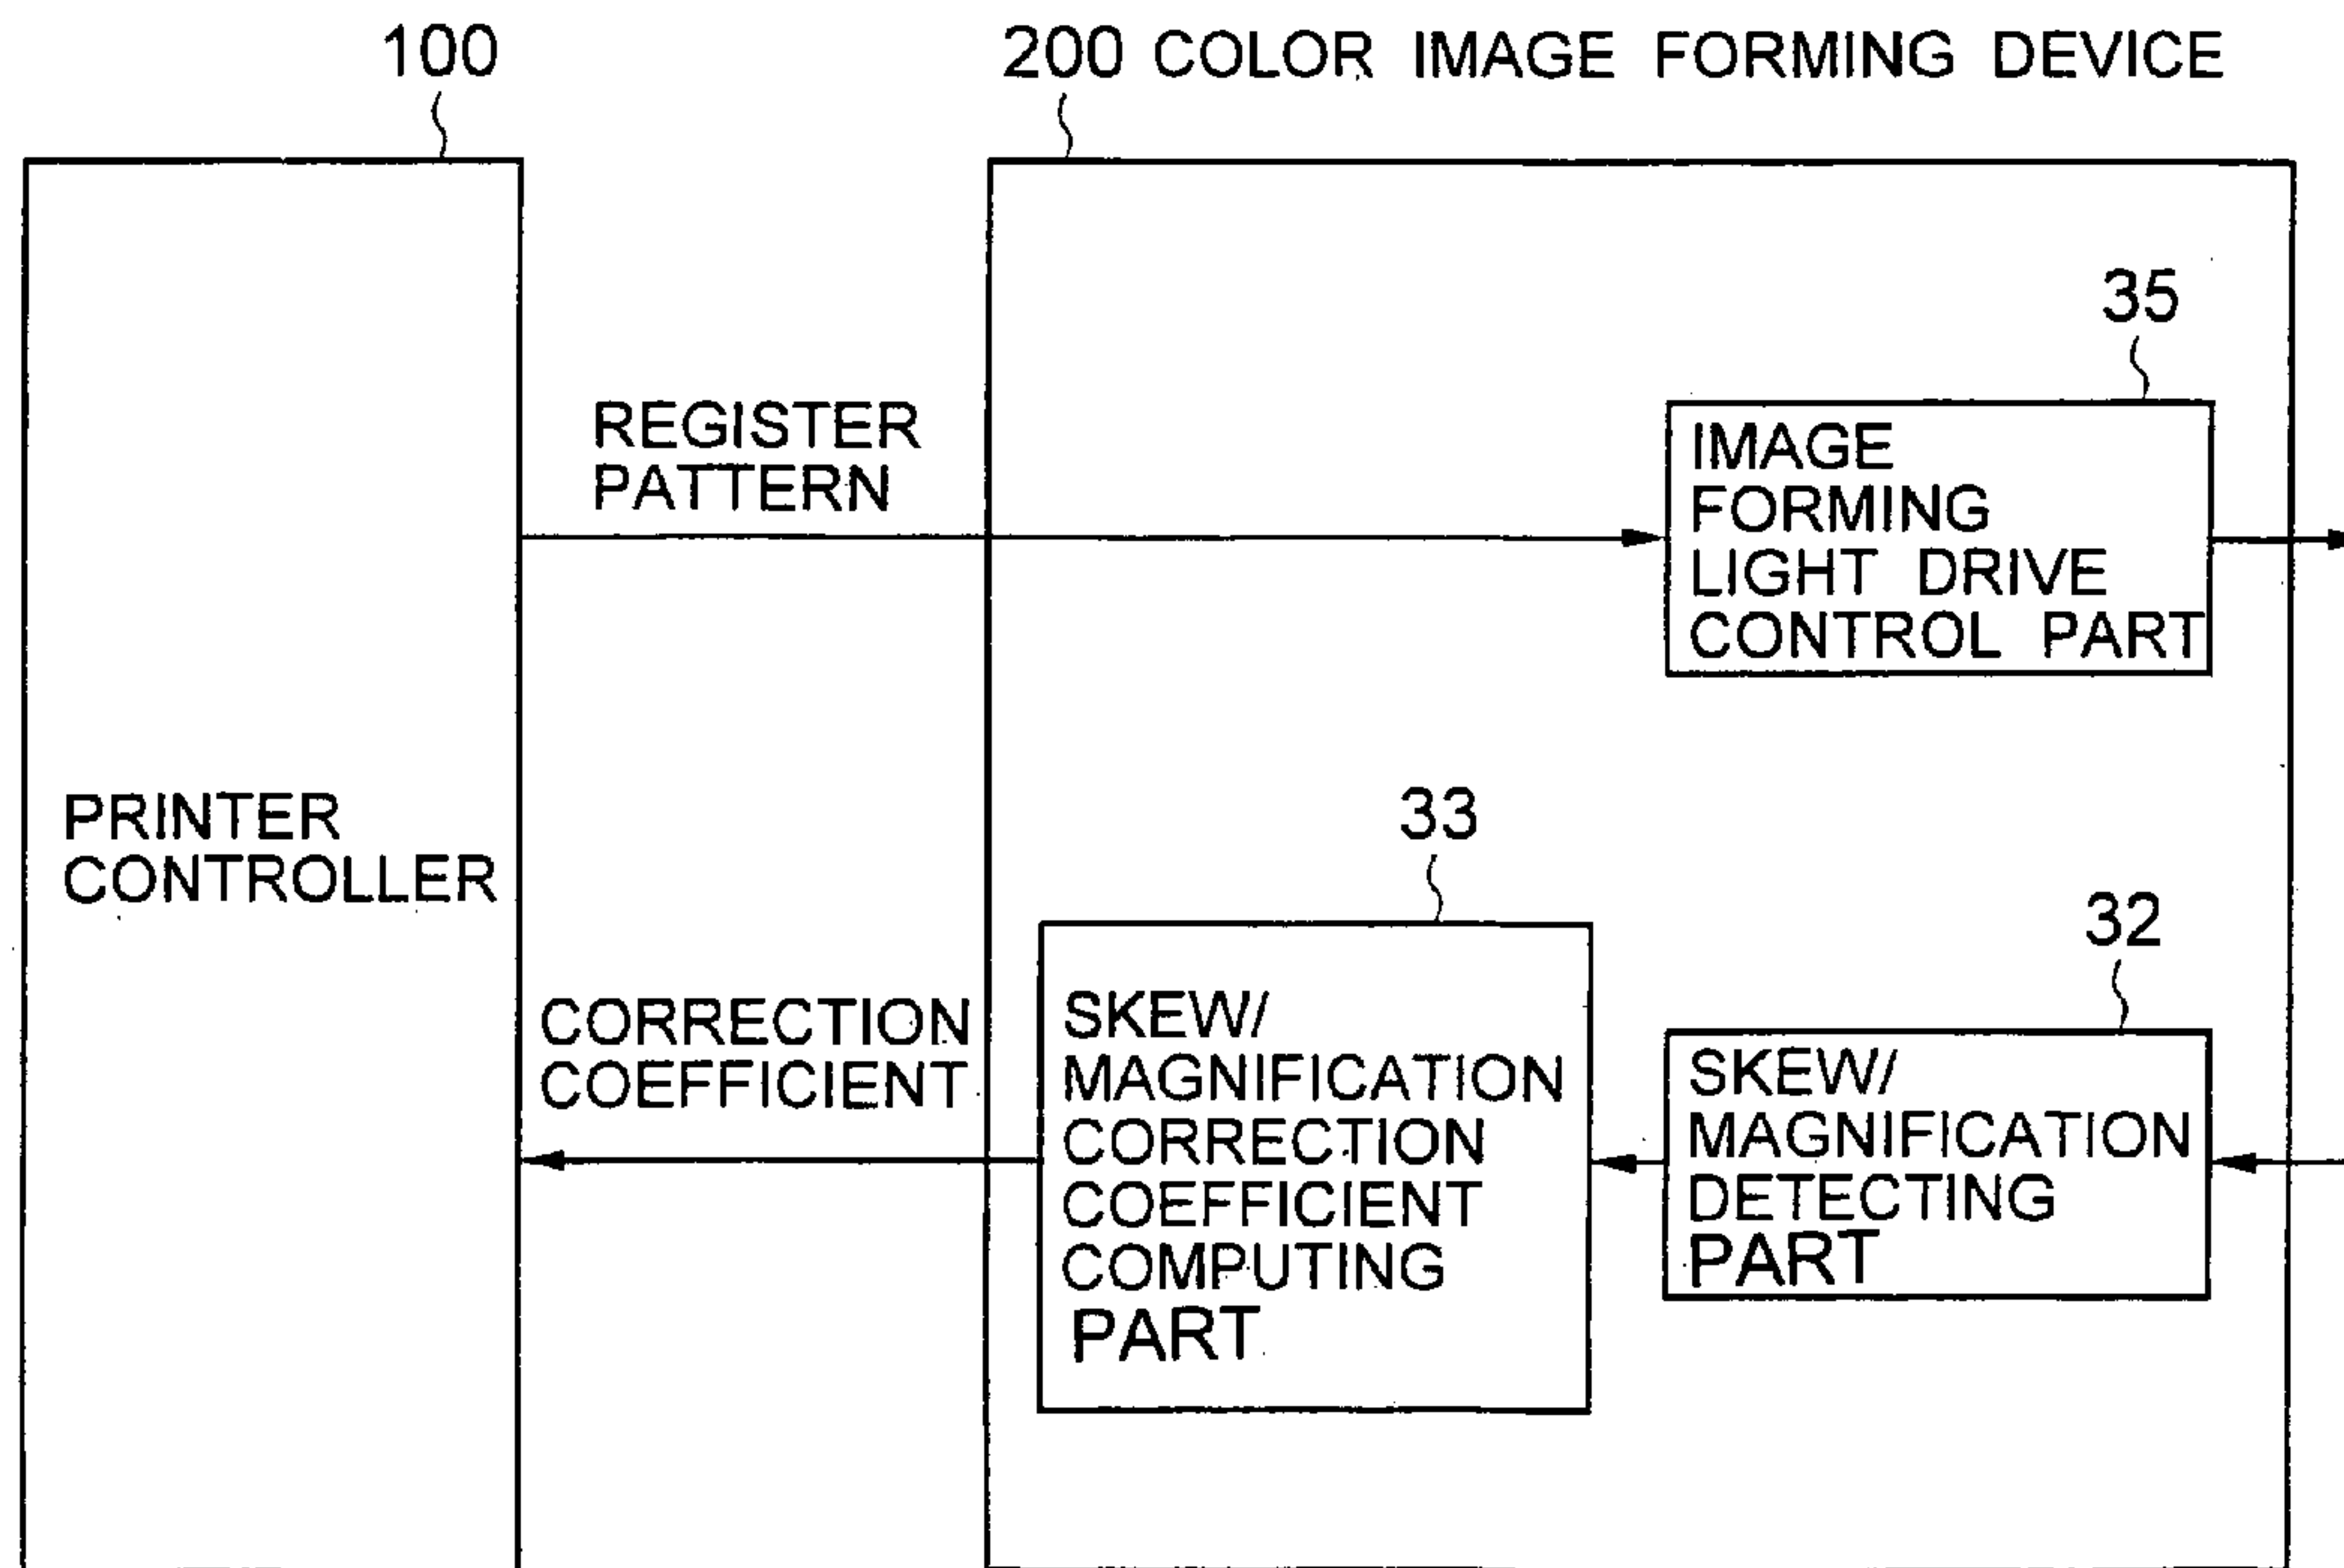 100
200 COLOR IMAGE FORMING DEVICE
35
REGISTER
PATTERN
IMAGE
FORMING
LIGHT DRIVE
CONTROL PART
PRINTER
CONTROLLER
33
32
CORRECTION
COEFFICIENT
SKEW/
MAGNIFICATION
CORRECTION
COEFFICIENT
COMPUTING
PART
SKEW/
MAGNIFICATION
DETECTING
PART